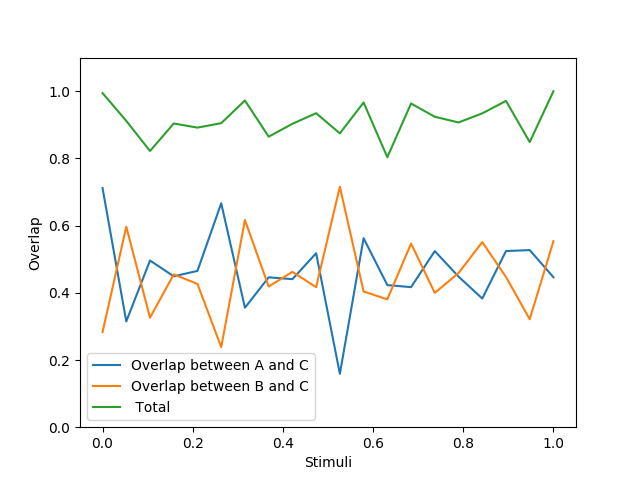 1.0
0.8
0.6
0.4
0.2
0.0
Overlap
Overlap between A and C
Overlap between B and C
Total
0.0 0.2 0.4 0.6 0.8 1.0
Stimuli